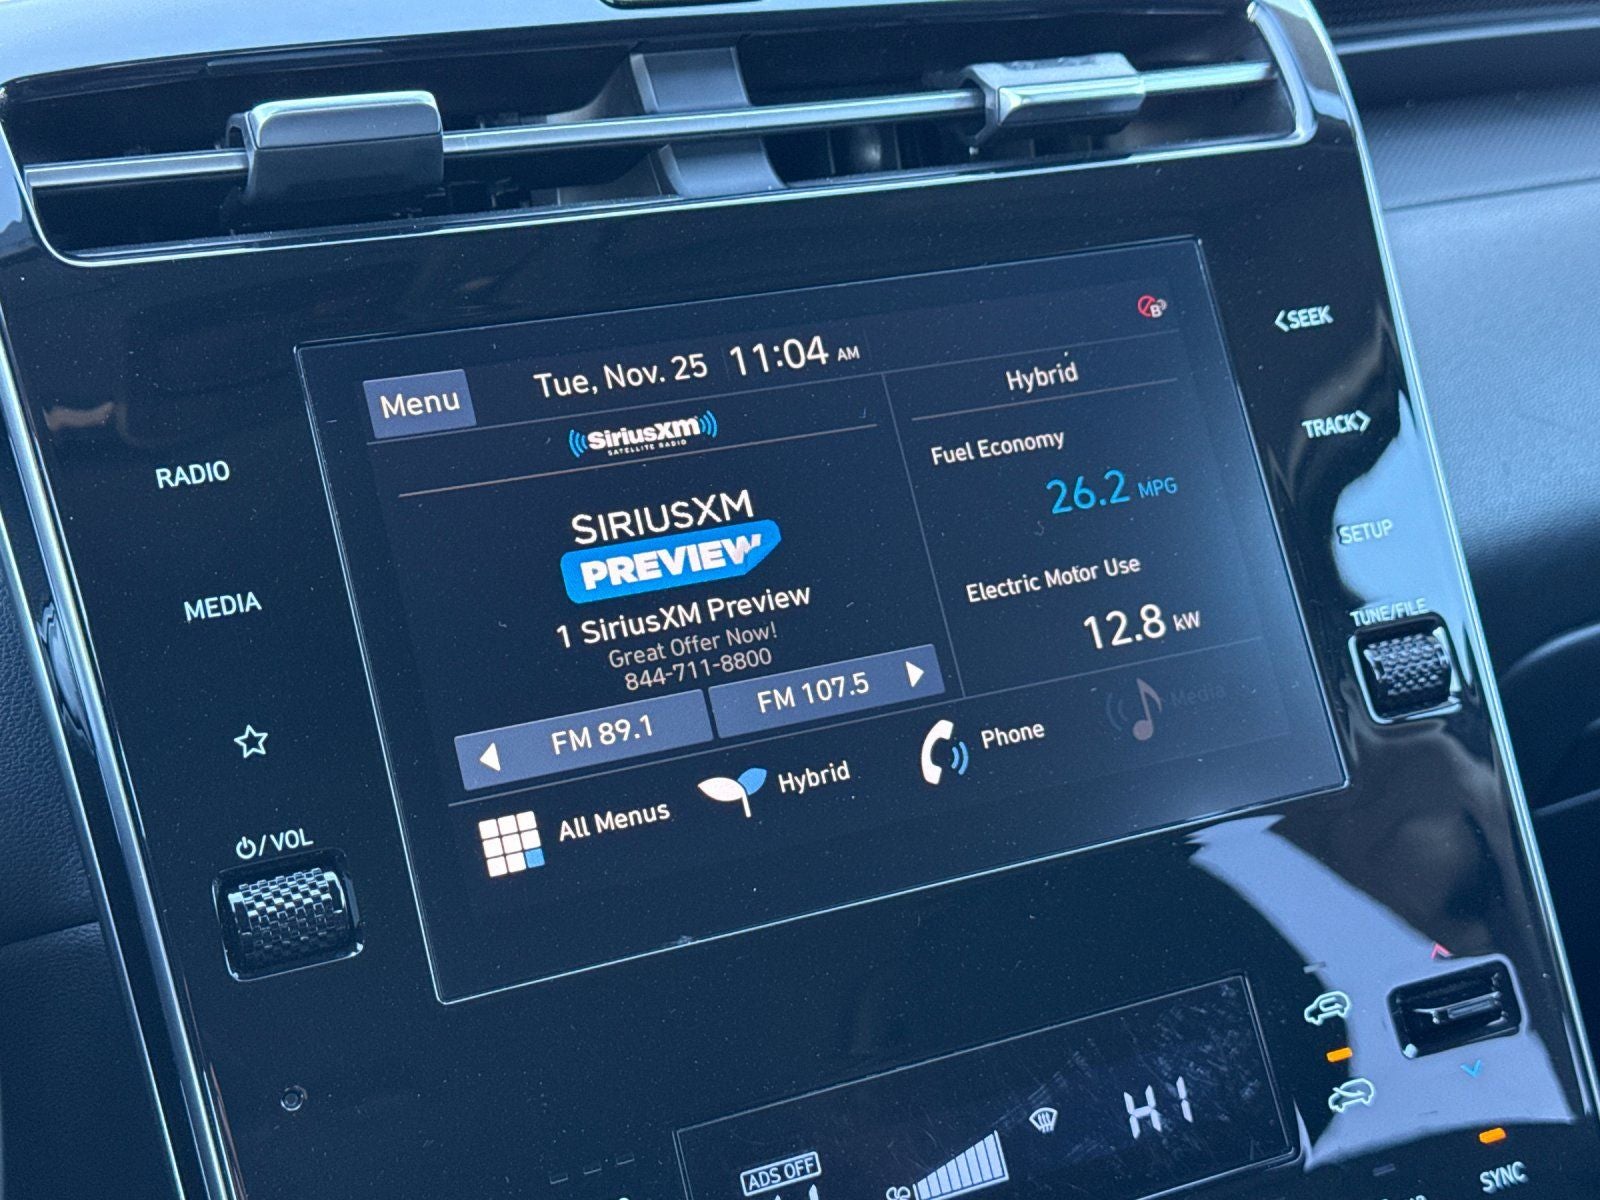 Menu
Tue, Nov. 25 11:04 AM
B
SiriusXM
SATELLITE RADIO
Hybrid
SIRIUSXM
PREVIEW
1 SiriusXM Preview
Great Offer Now!
844-711-8800
Fuel Economy
26.2 MPG
Electric Motor Use
12.8 kW
FM 89.1
FM 107.5
All Menus
Hybrid
Phone
RADIO
MEDIA
/VOL
<SEEK
TRACK>
SETUP
TUNE/FILE
HI
ADS OFF
SYNC